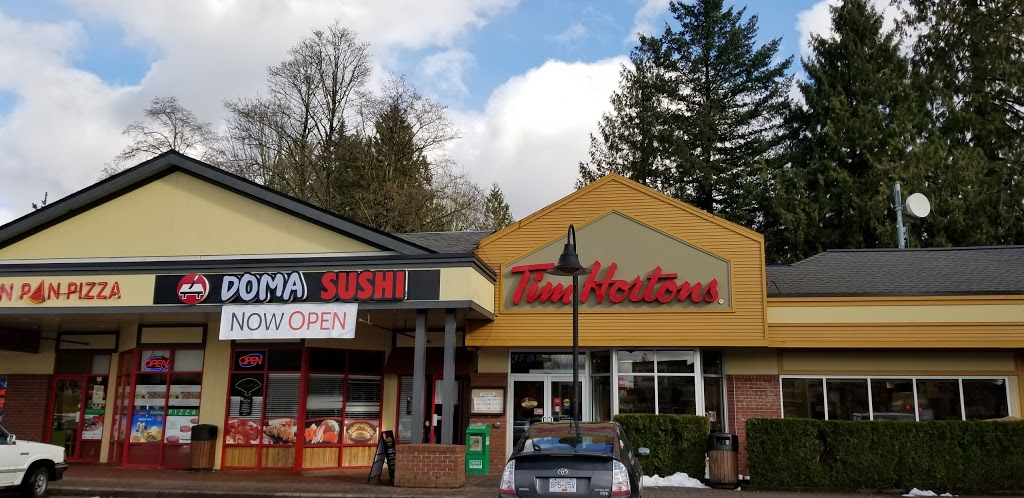 N PAN PIZZA
DOMA SUSHI
NOW OPEN
Tim Hortons
OPEN
OPEN
PIZZA